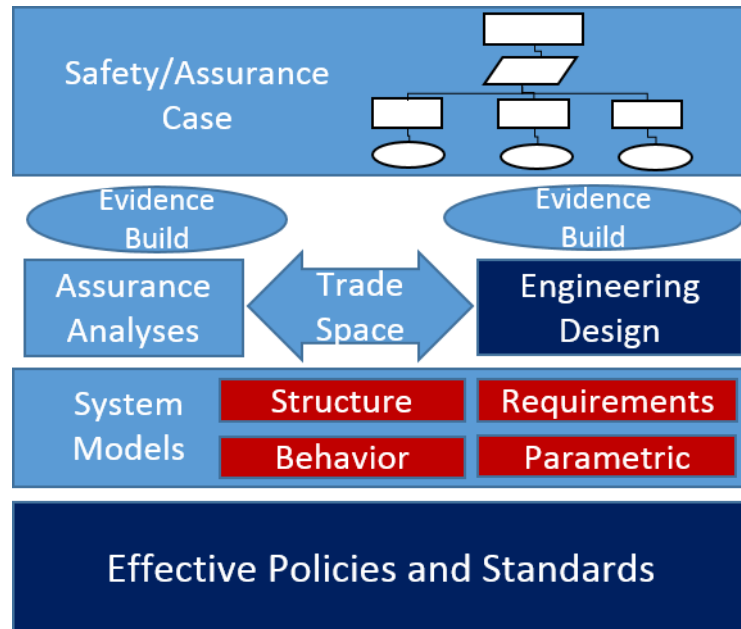 Safety/Assurance
Case
Evidence
Build
Evidence
Build
Assurance
Analyses
Trade
Space
Engineering
Design
System
Models
Structure
Requirements
Behavior
Parametric
Effective Policies and Standards